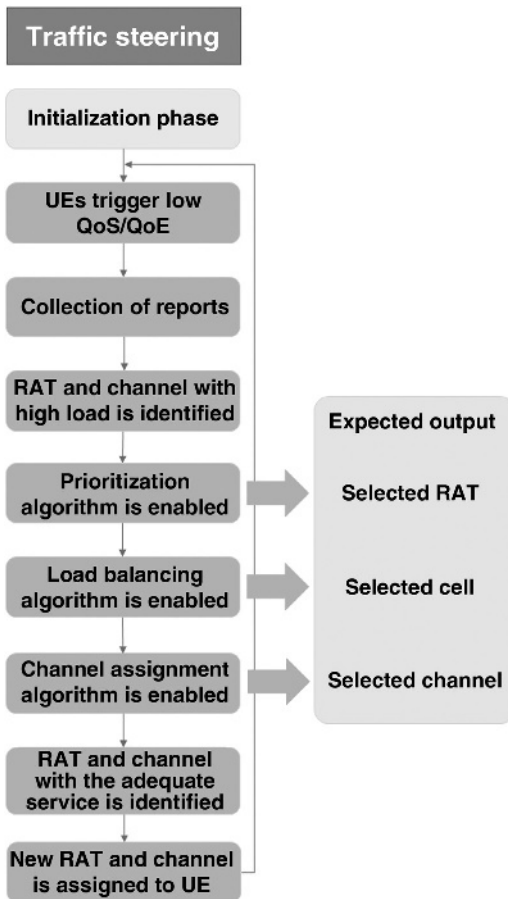 Traffic steering
Initialization phase
UEs trigger low
QoS/QoE
Collection of reports
RAT and channel with
high load is identified
Prioritization
algorithm is enabled
Load balancing
algorithm is enabled
Channel assignment
algorithm is enabled
RAT and channel
with the adequate
service is identified
New RAT and channel
is assigned to UE
Expected output
Selected RAT
Selected cell
Selected channel